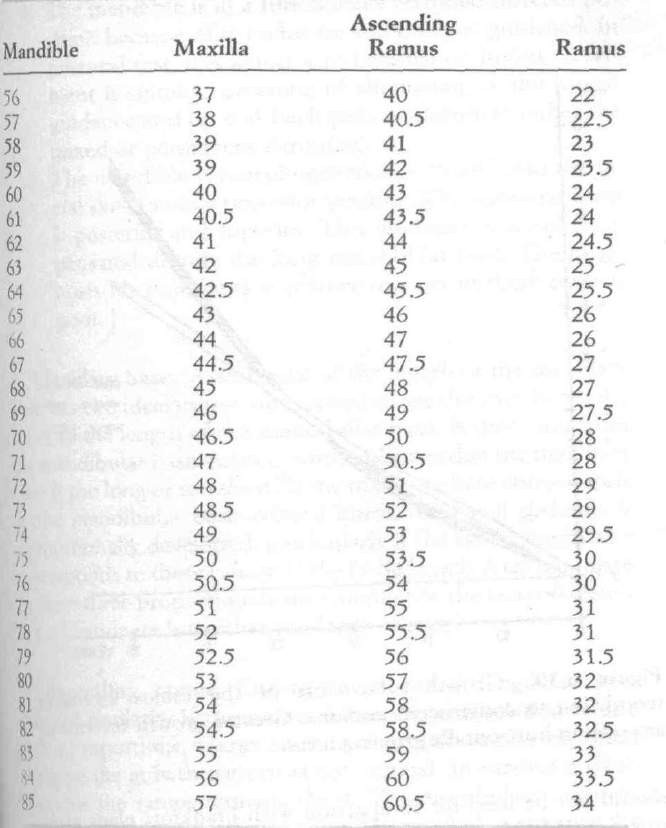 Ascending
Mandible Maxilla Ramus Ramus
56 37 40 22
57 38 40.5 22.5
58 39 41 23
59 39 42 23.5
60 40 43 24
61 40.5 43.5 24
62 41 44 24.5
63 42 45 25
64 42.5 45.5 25.5
65 43 46 26
66 44 47 26
67 44.5 47.5 27
68 45 48 27
69 46 49 27.5
70 46.5 50 28
71 47 50.5 28
72 48 51 29
73 48.5 52 29
74 49 53 29.5
75 50 53.5 30
76 50.5 54 30
77 51 55 31
78 52 55.5 31
79 52.5 56 31.5
80 53 57 32
81 54 58 32
82 54.5 58.5 32.5
83 55 59 33
84 56 60 33.5
85 57 60.5 34